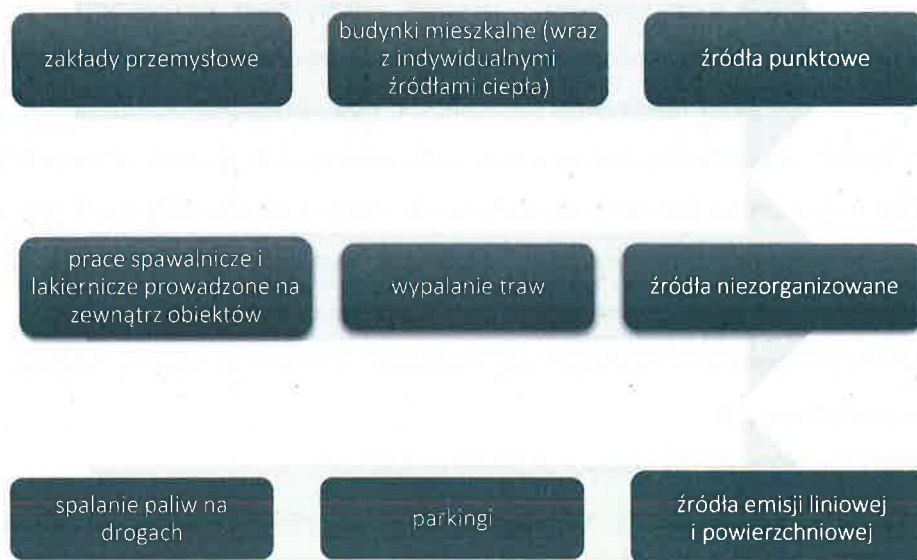 zakłady przemysłowe
budynki mieszkalne (wraz
z indywidualnymi
źródłami ciepła)
źródła punktowe
prace spawalnicze i
lakiernicze prowadzone na
zewnątrz obiektów
wypalanie traw
źródła niezorganizowane
spalanie paliw na
drogach
parkingi
źródła emisji liniowej
i powierzchniowej